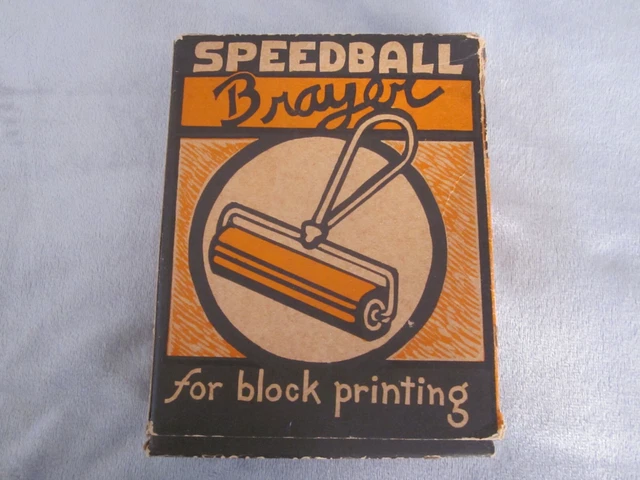 SPEEDBALL
Brayer
for block printing